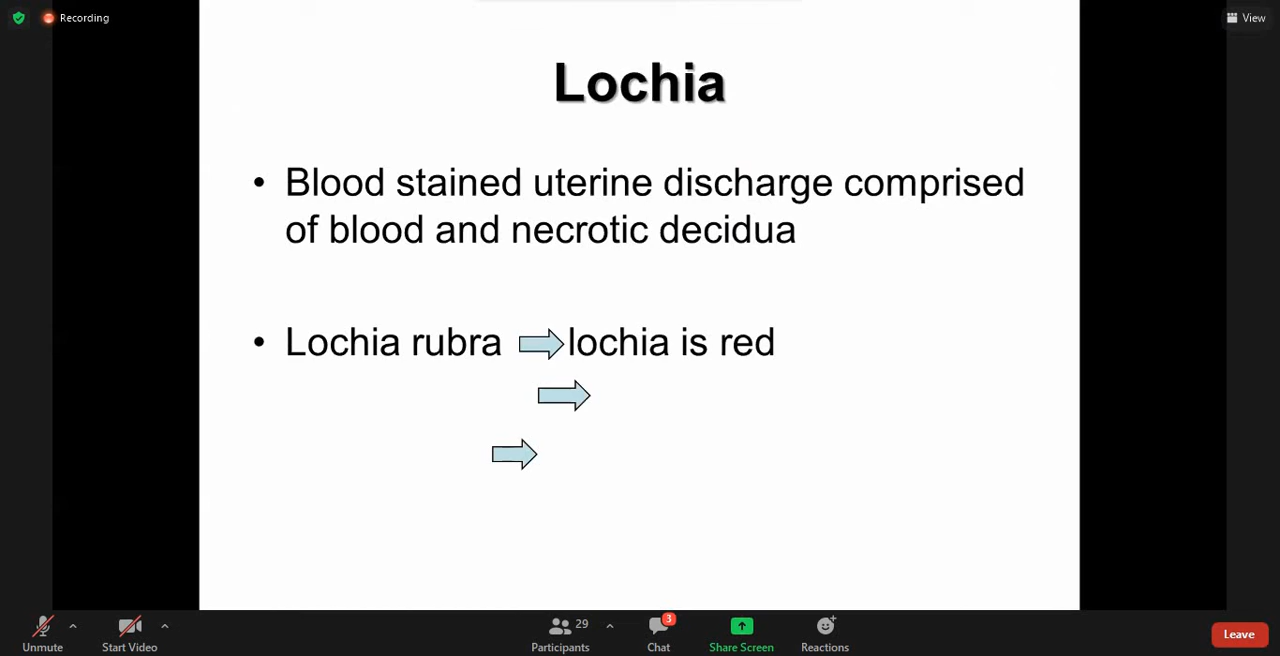 Recording
View
Lochia
• Blood stained uterine discharge comprised
of blood and necrotic decidua
• Lochia rubra lochia is red
Unmute
Start Video
29
Participants
3
Chat
Share Screen
Reactions
Leave